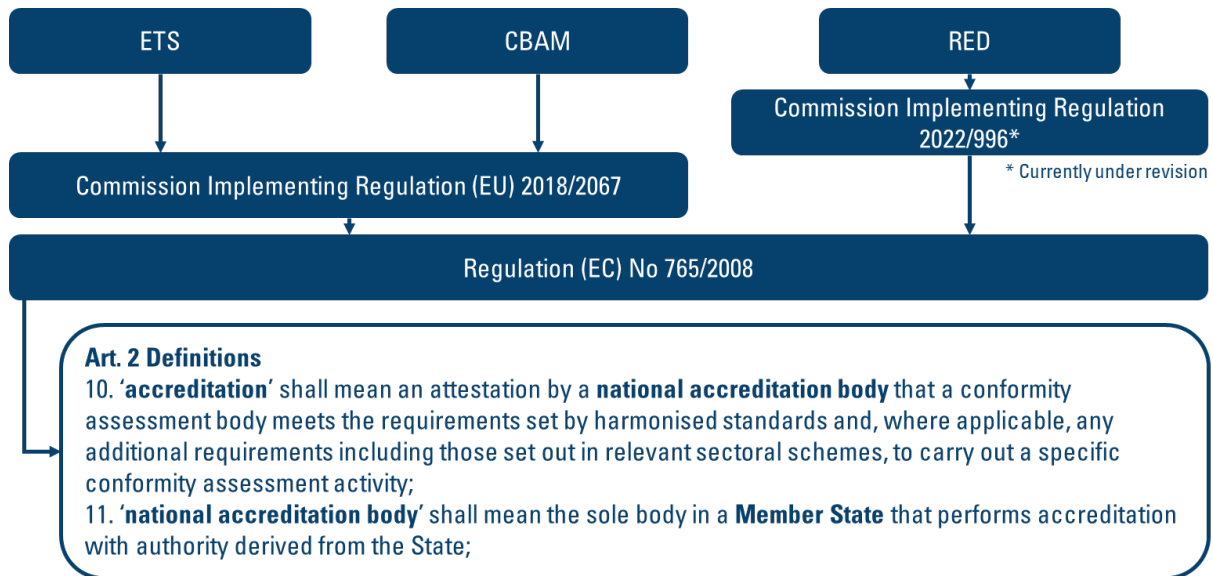 ETS
CBAM
RED
Commission Implementing Regulation
2022/996*
* Currently under revision
Commission Implementing Regulation (EU) 2018/2067
Regulation (EC) No 765/2008
Art. 2 Definitions
10. ‘accreditation’ shall mean an attestation by a national accreditation body that a conformity
assessment body meets the requirements set by harmonised standards and, where applicable, any
additional requirements including those set out in relevant sectoral schemes, to carry out a specific
conformity assessment activity;
11. ‘national accreditation body’ shall mean the sole body in a Member State that performs accreditation
with authority derived from the State;